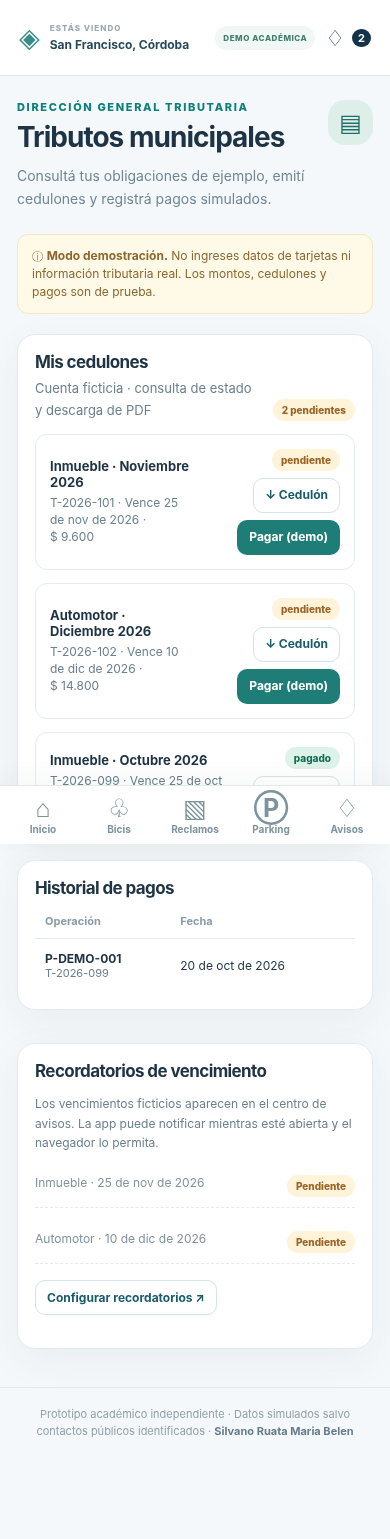 ESTÁS VIENDO
San Francisco, Córdoba
DEMO ACADÉMICA
2
DIRECCIÓN GENERAL TRIBUTARIA
Tributos municipales
Consultá tus obligaciones de ejemplo, emití
cedulones y registrá pagos simulados.
ⓘ Modo demostración. No ingreses datos de tarjetas ni
información tributaria real. Los montos, cedulones y
pagos son de prueba.
Mis cedulones
Cuenta ficticia · consulta de estado
y descarga de PDF
2 pendientes
Inmueble · Noviembre
2026
T-2026-101 · Vence 25
de nov de 2026 ·
$ 9.600
pendiente
↓ Cedulón
Pagar (demo)
Automotor ·
Diciembre 2026
T-2026-102 · Vence 10
de dic de 2026 ·
$ 14.800
pendiente
↓ Cedulón
Pagar (demo)
Inmueble · Octubre 2026
T-2026-099 · Vence 25 de oct
pagado
Inicio
Bicis
Reclamos
Ⓟ
Parking
Avisos
Historial de pagos
Operación Fecha
P-DEMO-001 20 de oct de 2026
T-2026-099
Recordatorios de vencimiento
Los vencimientos ficticios aparecen en el centro de
avisos. La app puede notificar mientras esté abierta y el
navegador lo permita.
Inmueble · 25 de nov de 2026 Pendiente
Automotor · 10 de dic de 2026 Pendiente
Configurar recordatorios ↗
Prototipo académico independiente · Datos simulados salvo
contactos públicos identificados · Silvano Ruata Maria Belen